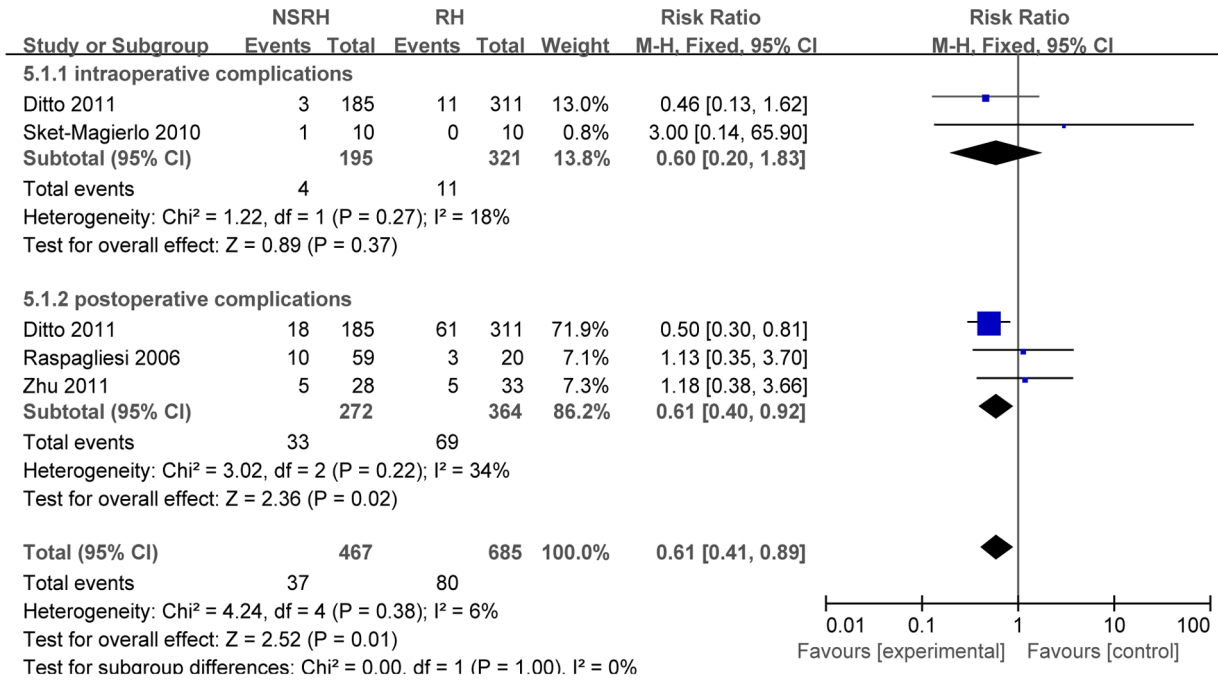 NSRH RH Risk Ratio Risk Ratio
Study or Subgroup Events Total Events Total Weight M-H, Fixed, 95% CI M-H, Fixed, 95% CI
5.1.1 intraoperative complications
Ditto 2011 3 185 11 311 13.0% 0.46 [0.13, 1.62]
Sket-Magierlo 2010 1 10 0 10 0.8% 3.00 [0.14, 65.90]
Subtotal (95% CI) 195 321 13.8% 0.60 [0.20, 1.83]
Total events 4 11
Heterogeneity: Chi² = 1.22, df = 1 (P = 0.27); I² = 18%
Test for overall effect: Z = 0.89 (P = 0.37)
5.1.2 postoperative complications
Ditto 2011 18 185 61 311 71.9% 0.50 [0.30, 0.81]
Raspagliesi 2006 10 59 3 20 7.1% 1.13 [0.35, 3.70]
Zhu 2011 5 28 5 33 7.3% 1.18 [0.38, 3.66]
Subtotal (95% CI) 272 364 86.2% 0.61 [0.40, 0.92]
Total events 33 69
Heterogeneity: Chi² = 3.02, df = 2 (P = 0.22); I² = 34%
Test for overall effect: Z = 2.36 (P = 0.02)
Total (95% CI) 467 685 100.0% 0.61 [0.41, 0.89]
Total events 37 80
Heterogeneity: Chi² = 4.24, df = 4 (P = 0.38); I² = 6%
Test for overall effect: Z = 2.52 (P = 0.01)
Test for subgroup differences: Chi² = 0.00, df = 1 (P = 1.00), I² = 0%
0.01 0.1 1 10 100
Favours [experimental] Favours [control]